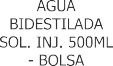 AGUA
BIDESTILADA
SOL. INJ. 500ML
- BOLSA